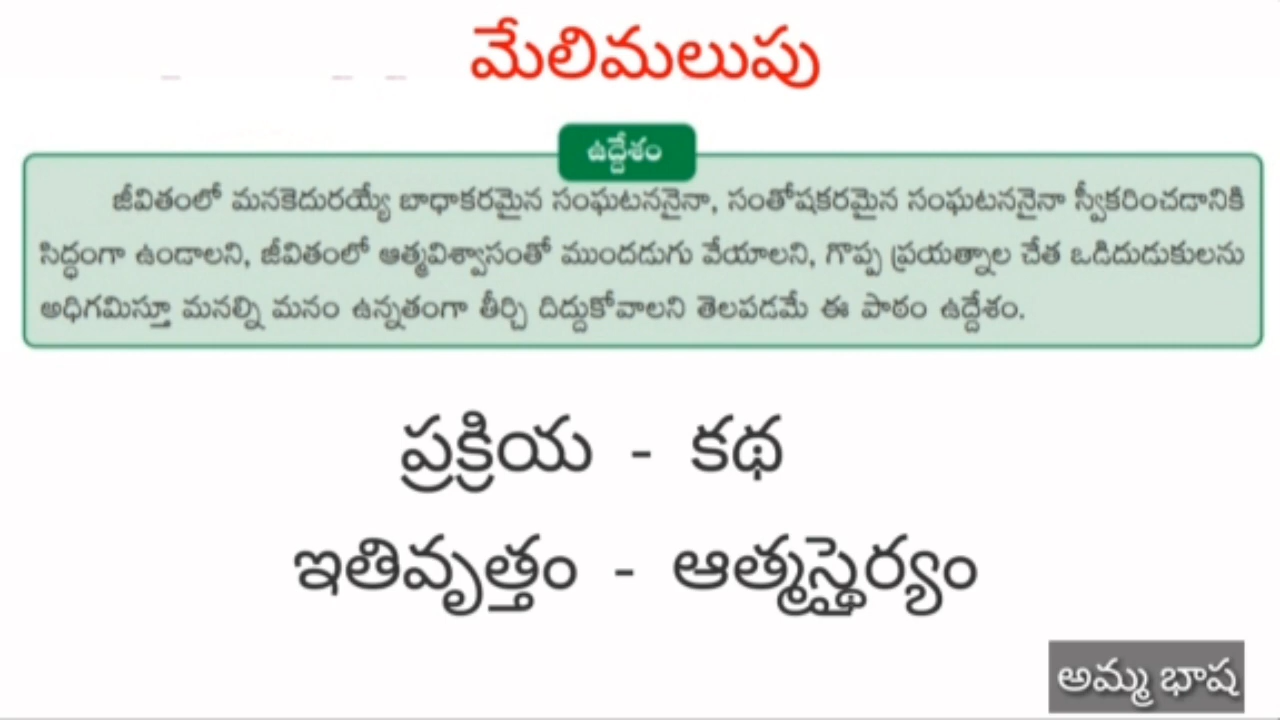 మేలిమలుపు
ఉద్దేశం
జీవితంలో మనకెదురయ్యే బాధాకరమైన సంఘటననైనా, సంతోషకరమైన సంఘటననైనా స్వీకరించడానికి
సిద్ధంగా ఉండాలని, జీవితంలో ఆత్మవిశ్వాసంతో ముందడుగు వేయాలని, గొప్ప ప్రయత్నాల చేత ఒడిదుడుకులను
అధిగమిస్తూ మనల్ని మనం ఉన్నతంగా తీర్చి దిద్దుకోవాలని తెలపడమే ఈ పాఠం ఉద్దేశం.
ప్రక్రియ - కథ
ఇతివృత్తం - ఆత్మస్థైర్యం
అమ్మ భాష